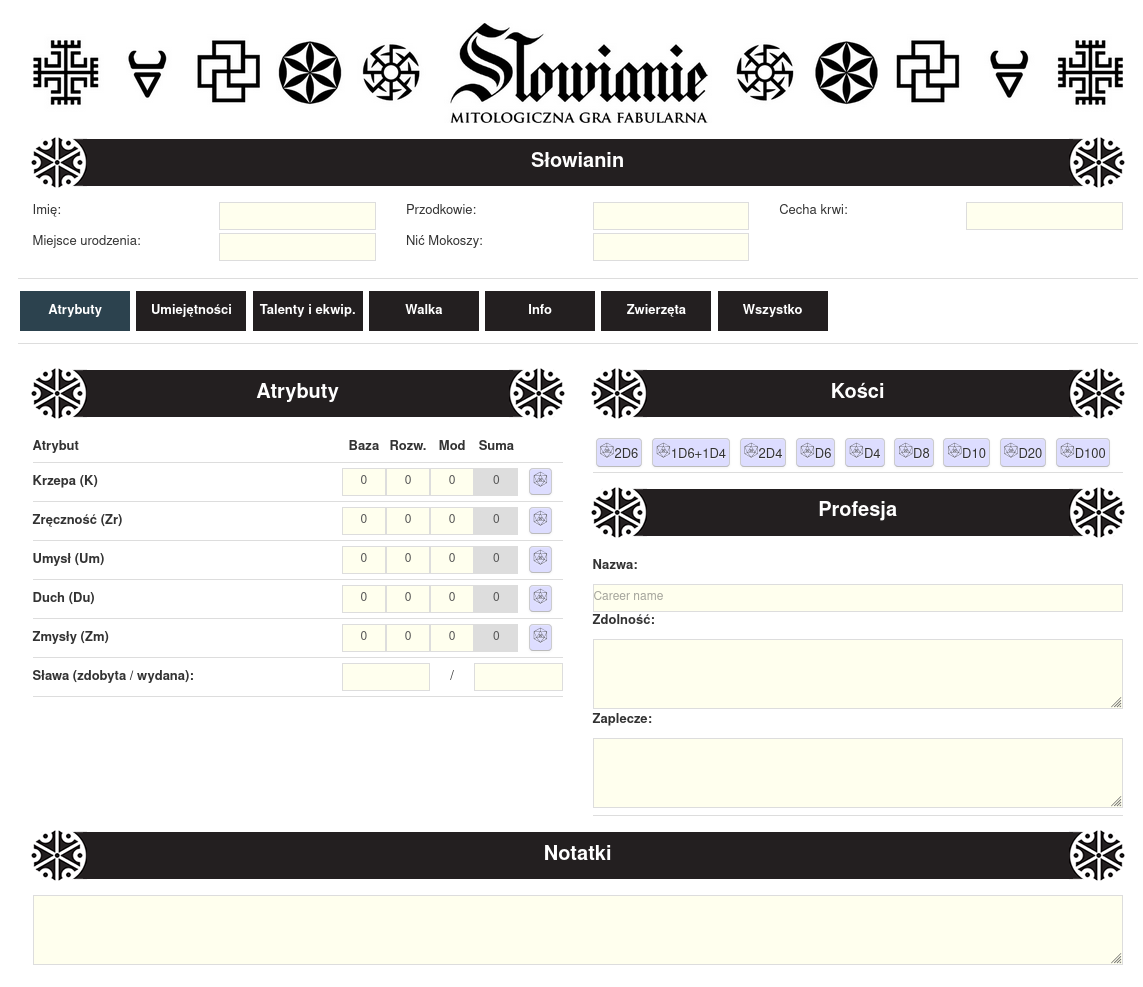 Słowianie
MITOLOGICZNA GRA FABULARNA
Słowianin
Imię: Przodkowie: Cecha krwi:
Miejsce urodzenia: Nić Mokoszy:
Atrybuty Umiejętności Talenty i ekwip. Walka Info Zwierzęta Wszystko
Atrybuty
Atrybut Baza Rozw. Mod Suma
Krzepa (K) 0 0 0 0
Zręczność (Zr) 0 0 0 0
Umysł (Um) 0 0 0 0
Duch (Du) 0 0 0 0
Zmysły (Zm) 0 0 0 0
Sława (zdobyta / wydana): /
Kości
2D6 1D6+1D4 2D4 D6 D4 D8 D10 D20 D100
Profesja
Nazwa:
Career name
Zdolność:
Zaplecze:
Notatki